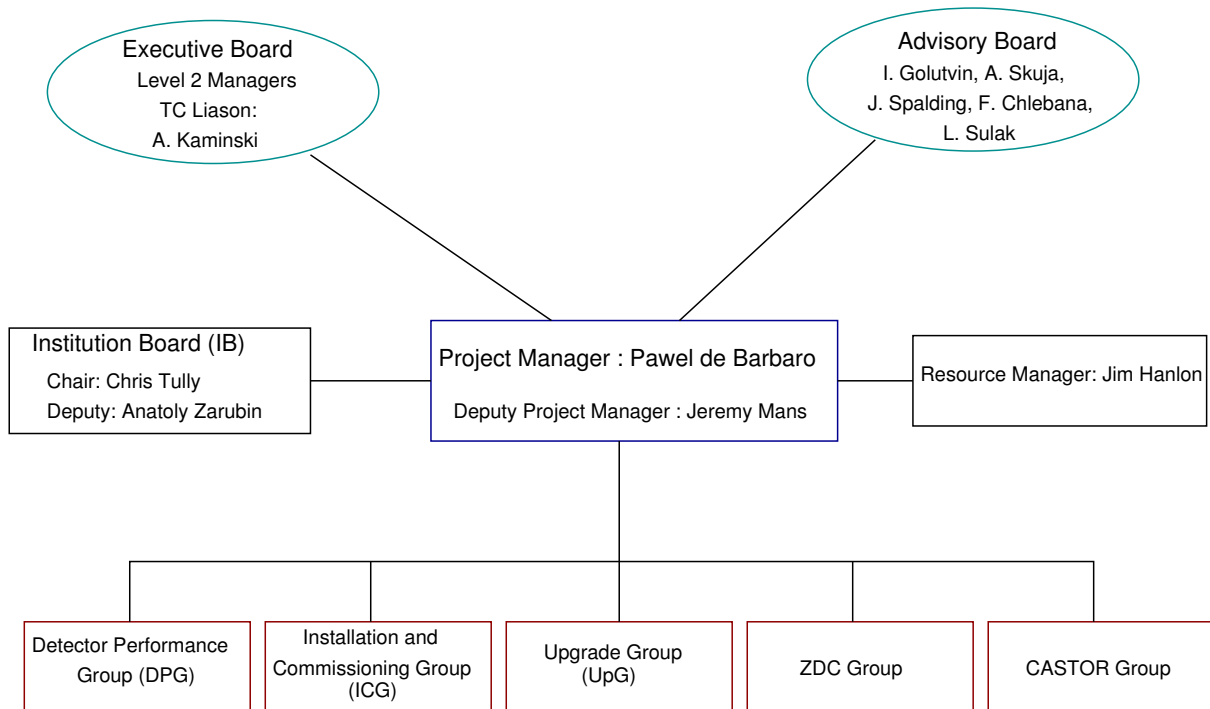 Executive Board
Level 2 Managers
TC Liason:
A. Kaminski
Advisory Board
I. Golutvin, A. Skuja,
J. Spalding, F. Chlebana,
L. Sulak
Institution Board (IB)
Chair: Chris Tully
Deputy: Anatoly Zarubin
Project Manager : Pawel de Barbaro
Deputy Project Manager : Jeremy Mans
Resource Manager: Jim Hanlon
Detector Performance
Group (DPG)
Installation and
Commissioning Group
(ICG)
Upgrade Group
(UpG)
ZDC Group
CASTOR Group